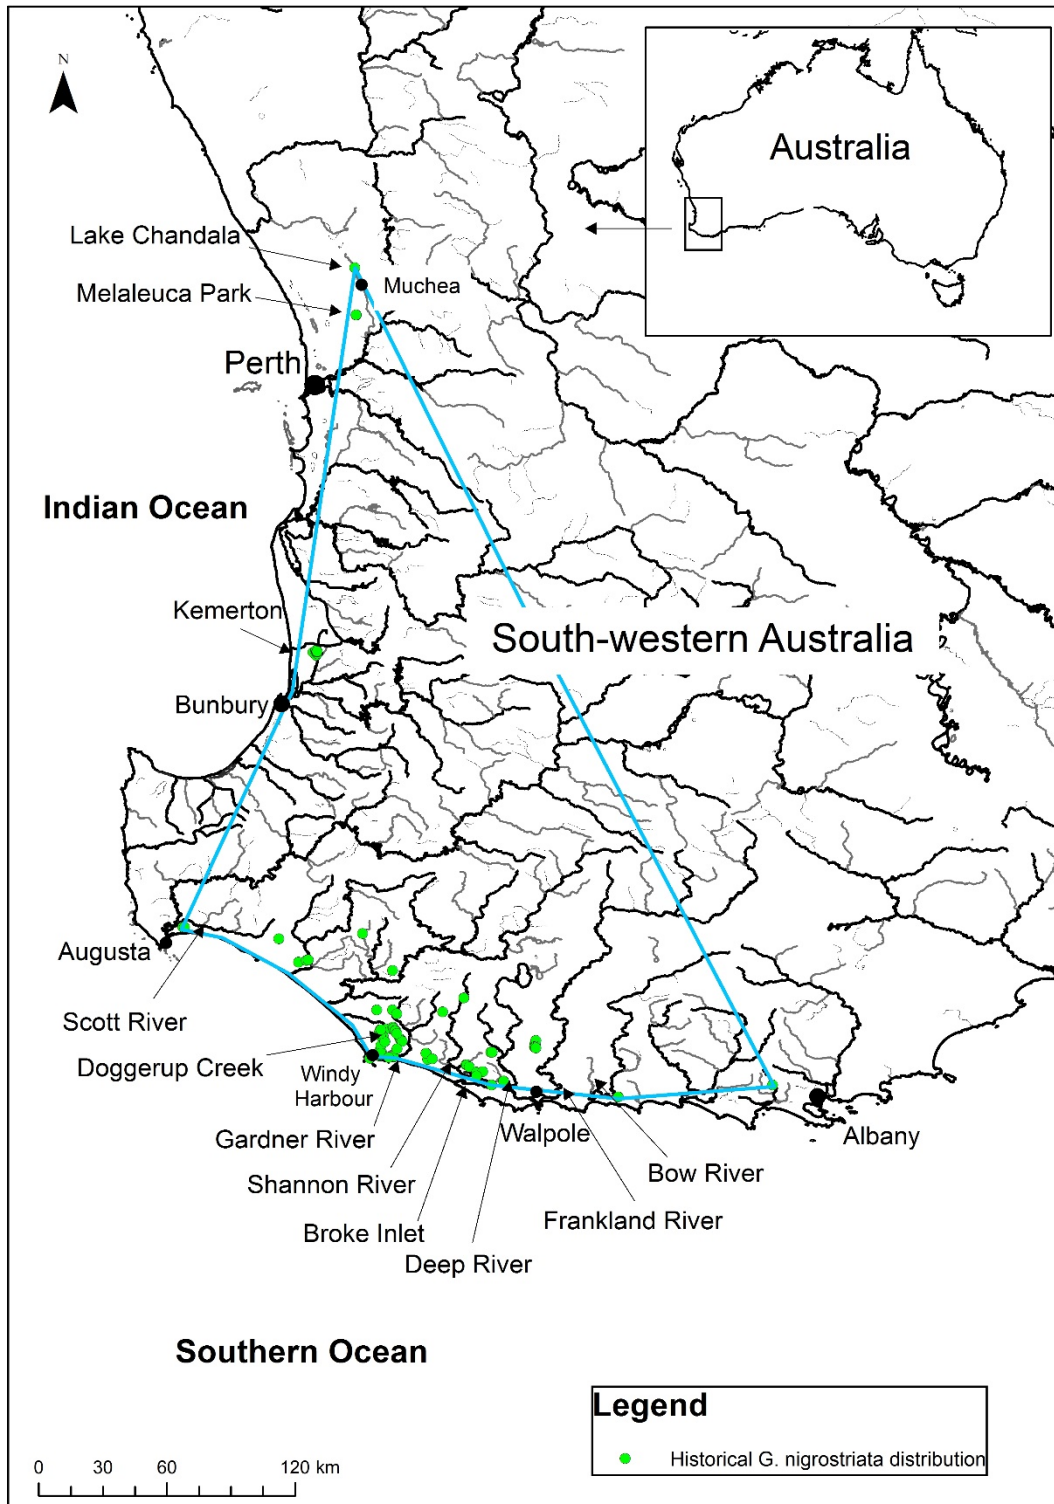 N
Australia
Lake Chandala
Muchea
Melaleuca Park
Perth
Indian Ocean
Kemerton
South-western Australia
Bunbury
Augusta
Scott River
Doggerup Creek
Windy
Harbour
Gardner River
Walpole
Albany
Shannon River
Bow River
Broke Inlet
Frankland River
Deep River
Southern Ocean
Legend
Historical G. nigrostriata distribution
0 30 60 120 km